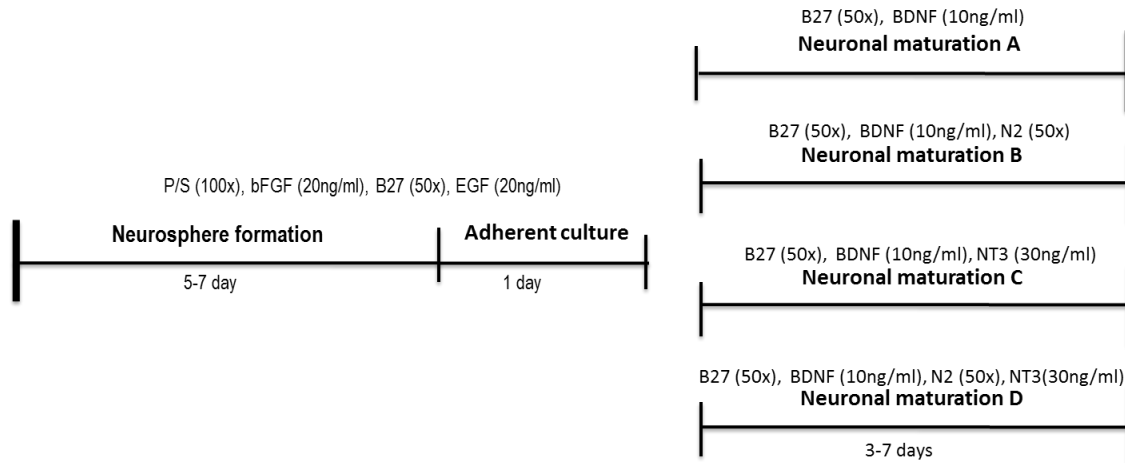 P/S (100x), bFGF (20ng/ml), B27 (50x), EGF (20ng/ml)
Neurosphere formation
Adherent culture
5-7 day
1 day
B27 (50x), BDNF (10ng/ml)
Neuronal maturation A
B27 (50x), BDNF (10ng/ml), N2 (50x)
Neuronal maturation B
B27 (50x), BDNF (10ng/ml), NT3 (30ng/ml)
Neuronal maturation C
B27 (50x), BDNF (10ng/ml), N2 (50x), NT3(30ng/ml)
Neuronal maturation D
3-7 days